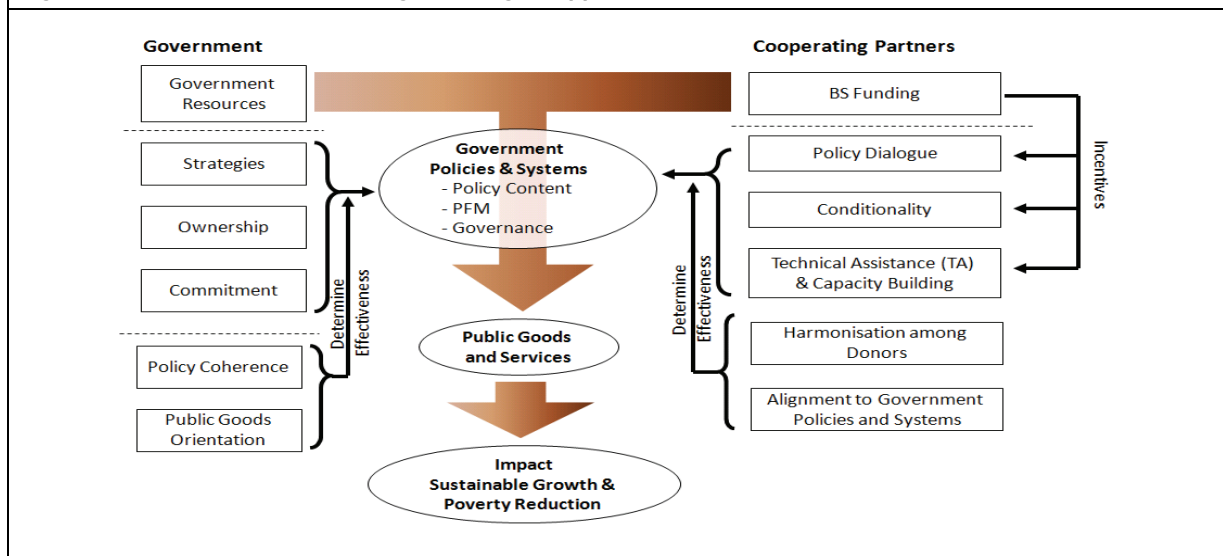 Government
Government
Resources
Strategies
Ownership
Commitment
Policy Coherence
Public Goods
Orientation
Determine
Effectiveness
Government
Policies & Systems
- Policy Content
- PFM
- Governance
Public Goods
and Services
Impact
Sustainable Growth &
Poverty Reduction
Cooperating Partners
BS Funding
Policy Dialogue
Conditionality
Technical Assistance (TA)
& Capacity Building
Harmonisation among
Donors
Alignment to Government
Policies and Systems
Determine
Effectiveness
Incentives